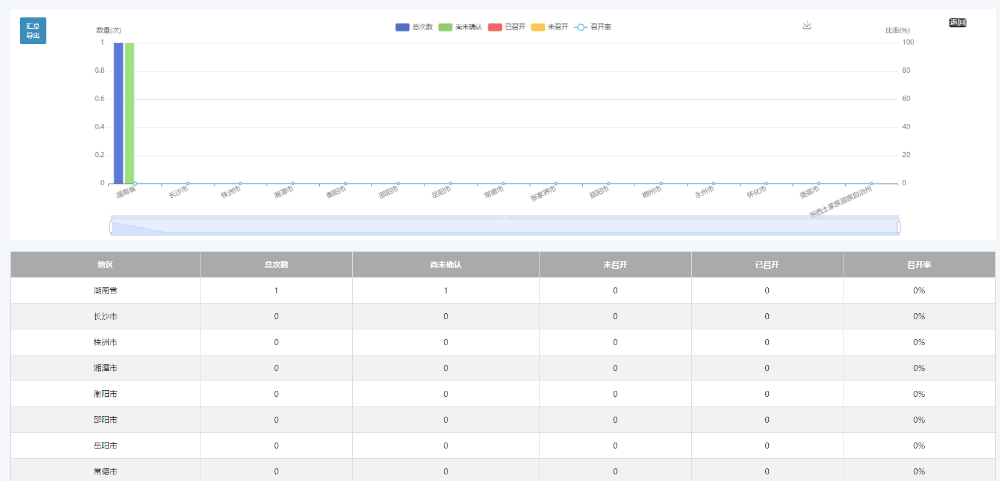 汇总
导出
数量(次)
总次数 尚未确认 已召开 未召开 召开率
比率(%)
返回
1 100
0.8 80
0.6 60
0.4 40
0.2 20
0 0
湖南省 长沙市 株洲市 湘潭市 衡阳市 邵阳市 岳阳市 常德市 张家界市 益阳市 郴州市 永州市 怀化市 娄底市 湘西土家族苗族自治州
地区 总次数 尚未确认 未召开 已召开 召开率
湖南省 1 1 0 0 0%
长沙市 0 0 0 0 0%
株洲市 0 0 0 0 0%
湘潭市 0 0 0 0 0%
衡阳市 0 0 0 0 0%
邵阳市 0 0 0 0 0%
岳阳市 0 0 0 0 0%
常德市 0 0 0 0 0%